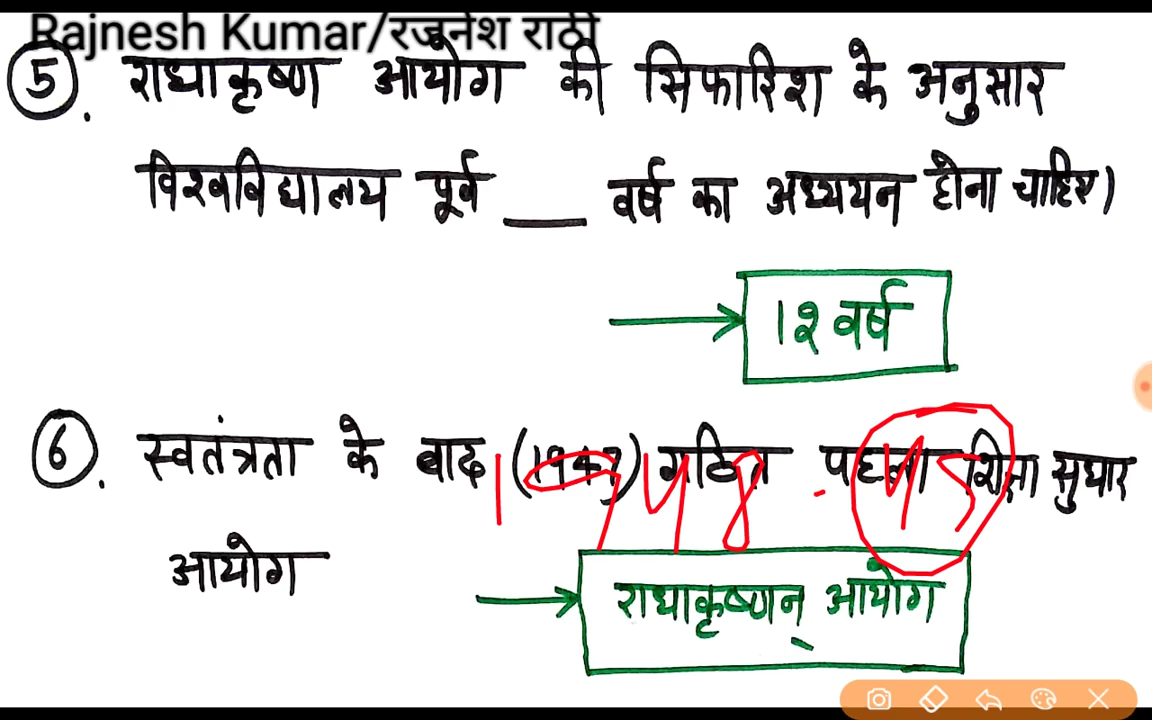 Rajnesh Kumar/रजनेश राठी
5. राधाकृष्ण आयोग की सिफारिश के अनुसार
विश्वविद्यालय पूर्व ___ वर्ष का अध्ययन होना चाहिए।
→ 12 वर्ष
6. स्वतंत्रता के बाद (1947) गठित पहला शिक्षा सुधार
1948
आयोग
→ राधाकृष्णन् आयोग